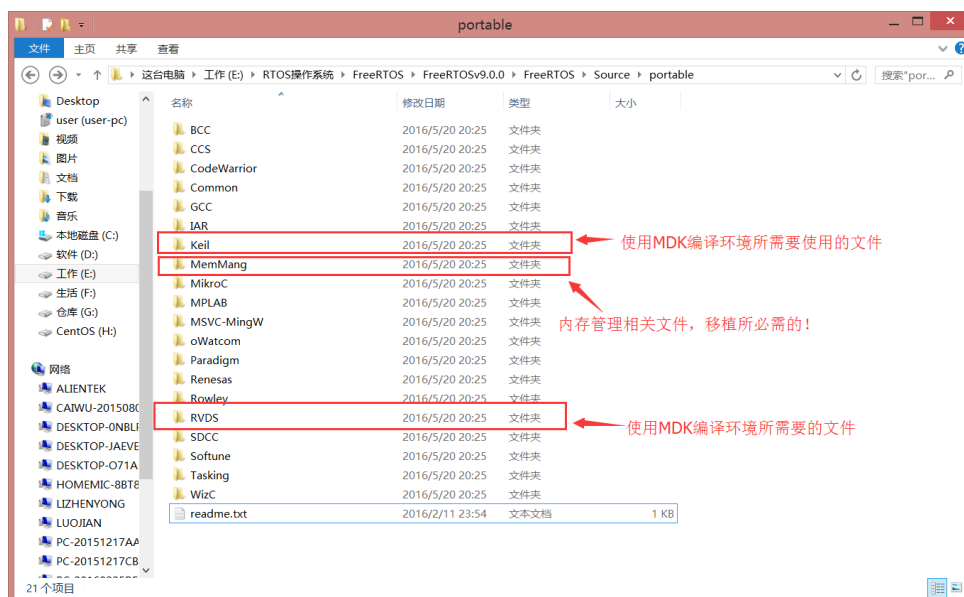 portable
文件 主页 共享 查看
这台电脑 工作 (E:) RTOS操作系统 FreeRTOS FreeRTOSv9.0.0 FreeRTOS Source portable 搜索"por...
名称 修改日期 类型 大小
Desktop
user (user-pc)
视频
图片
文档
下载
音乐
本地磁盘 (C:)
软件 (D:)
工作 (E:)
生活 (F:)
仓库 (G:)
CentOS (H:)
网络
ALIENTEK
CAIWU-2015080
DESKTOP-0NBLF
DESKTOP-JAEVE
DESKTOP-O71A
HOMEMIC-8BT8
LIZHENYONG
LUOJIAN
PC-20151217AA
PC-20151217CB
BCC 2016/5/20 20:25 文件夹
CCS 2016/5/20 20:25 文件夹
CodeWarrior 2016/5/20 20:25 文件夹
Common 2016/5/20 20:25 文件夹
GCC 2016/5/20 20:25 文件夹
IAR 2016/5/20 20:25 文件夹
Keil 2016/5/20 20:25 文件夹
MemMang 2016/5/20 20:25 文件夹
MikroC 2016/5/20 20:25 文件夹
MPLAB 2016/5/20 20:25 文件夹
MSVC-MingW 2016/5/20 20:25 文件夹
oWatcom 2016/5/20 20:25 文件夹
Paradigm 2016/5/20 20:25 文件夹
Renesas 2016/5/20 20:25 文件夹
Rowley 2016/5/20 20:25 文件夹
RVDS 2016/5/20 20:25 文件夹
SDCC 2016/5/20 20:25 文件夹
Softune 2016/5/20 20:25 文件夹
Tasking 2016/5/20 20:25 文件夹
WizC 2016/5/20 20:25 文件夹
readme.txt 2016/2/11 23:54 文本文档 1 KB
使用MDK编译环境所需要使用的文件
内存管理相关文件，移植所必需的！
使用MDK编译环境所需要的文件
21 个项目